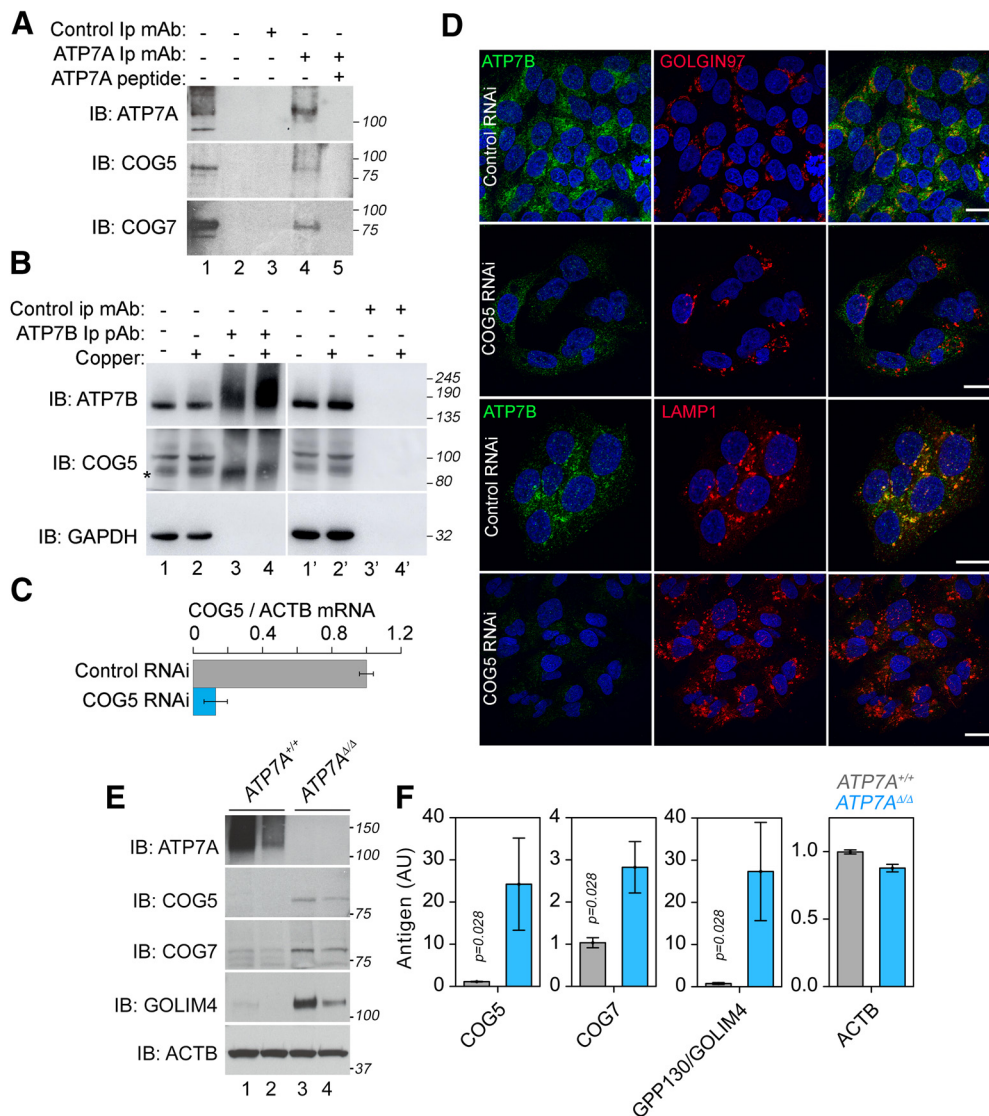 A
Control Ip mAb: - - + - -
ATP7A Ip mAb: - - - + +
ATP7A peptide: - - - - +
IB: ATP7A
100
IB: COG5
100
75
IB: COG7
100
75
1 2 3 4 5
B
Control ip mAb: - - - - - - + +
ATP7B Ip pAb: - - + + - - - -
Copper: - + - + - + - +
IB: ATP7B
245
190
135
IB: COG5
*
100
80
IB: GAPDH
32
1 2 3 4 1' 2' 3' 4'
C
COG5 / ACTB mRNA
0 0.4 0.8 1.2
Control RNAi
COG5 RNAi
D
ATP7B
GOLGIN97
Control RNAi
COG5 RNAi
ATP7B
LAMP1
Control RNAi
COG5 RNAi
E
ATP7A+/+
ATP7AΔ/Δ
IB: ATP7A
150
100
IB: COG5
75
IB: COG7
75
IB: GOLIM4
100
IB: ACTB
37
1 2 3 4
F
ATP7A+/+
ATP7AΔ/Δ
Antigen (AU)
40
30
20
10
0
p=0.028
COG5
4
3
2
1
0
p=0.028
COG7
40
30
20
10
0
p=0.028
GPP130/GOLIM4
1.0
0.5
0.0
ACTB